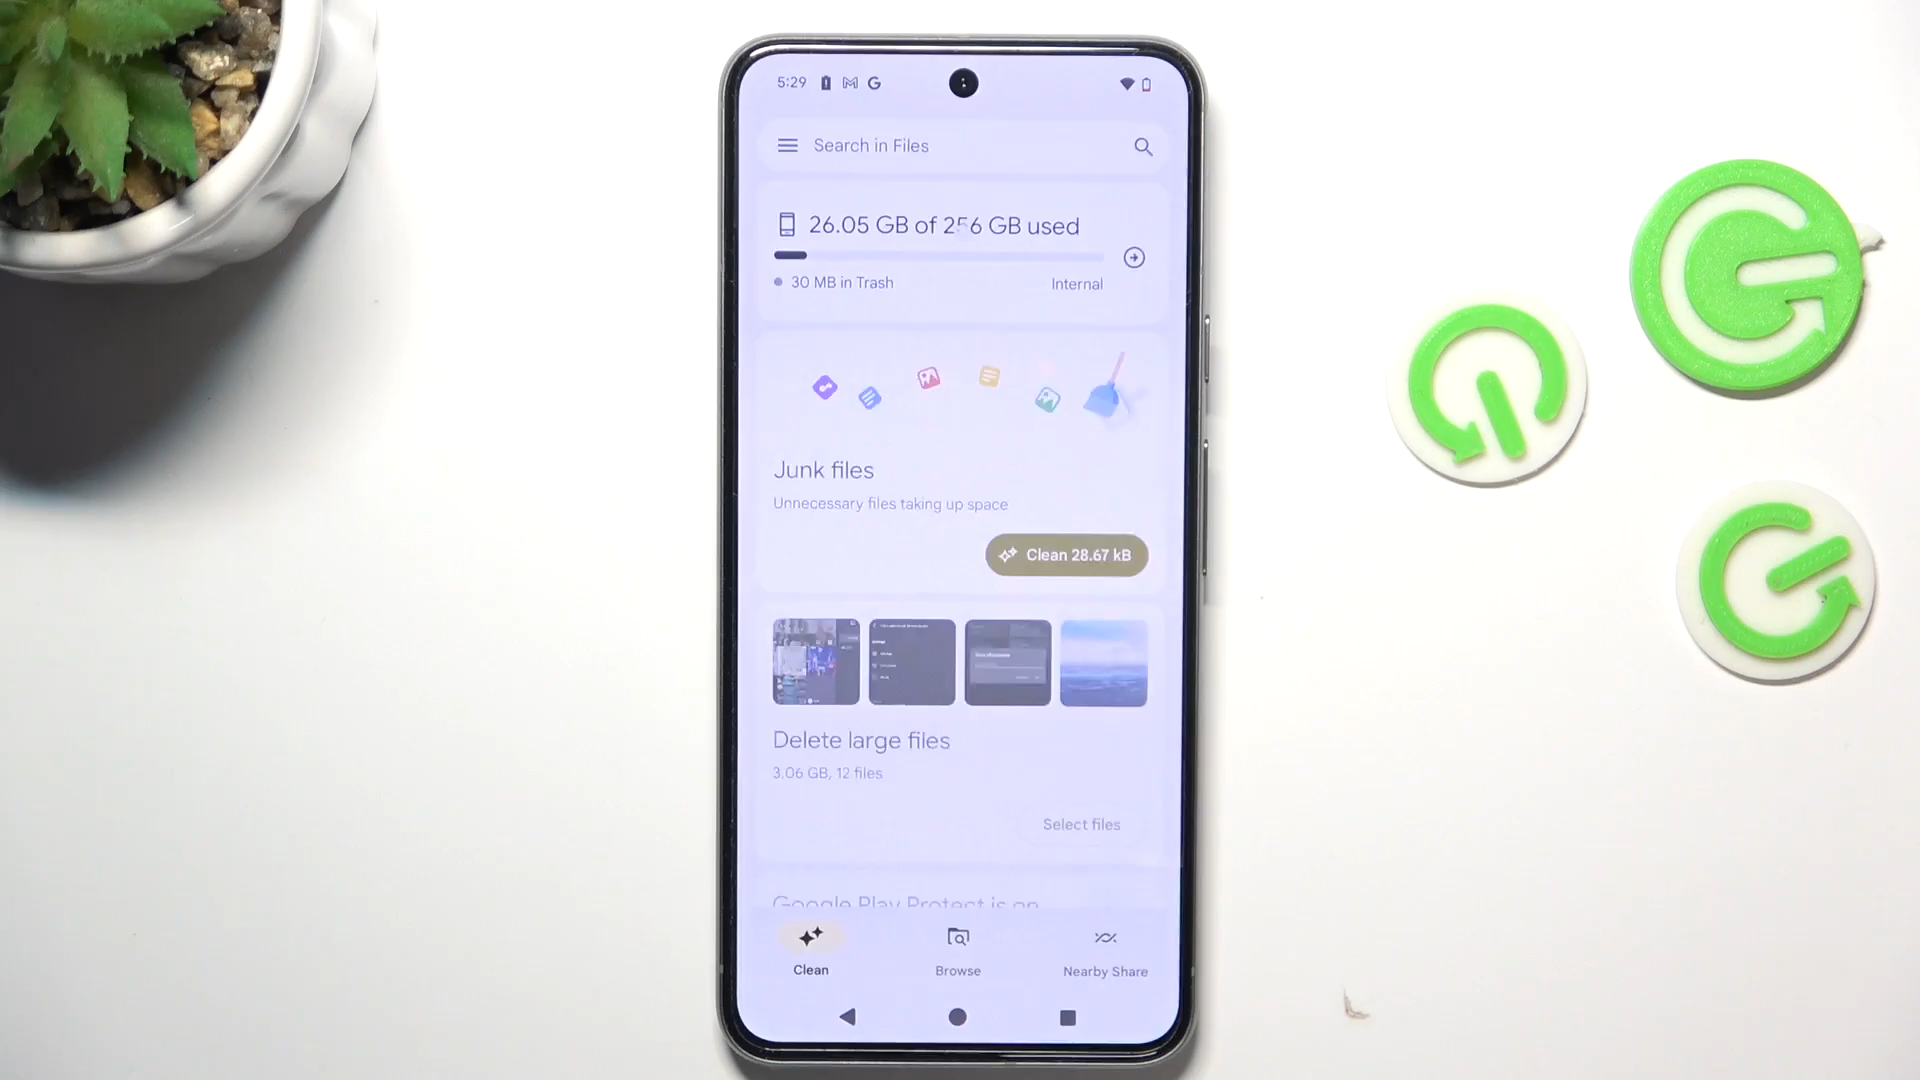 5:29
Search in Files
26.05 GB of 256 GB used
30 MB in Trash
Internal
Junk files
Unnecessary files taking up space
Clean 28.67 kB
Delete large files
3.06 GB, 12 files
Select files
Google Play Protect is on
Clean
Browse
Nearby Share